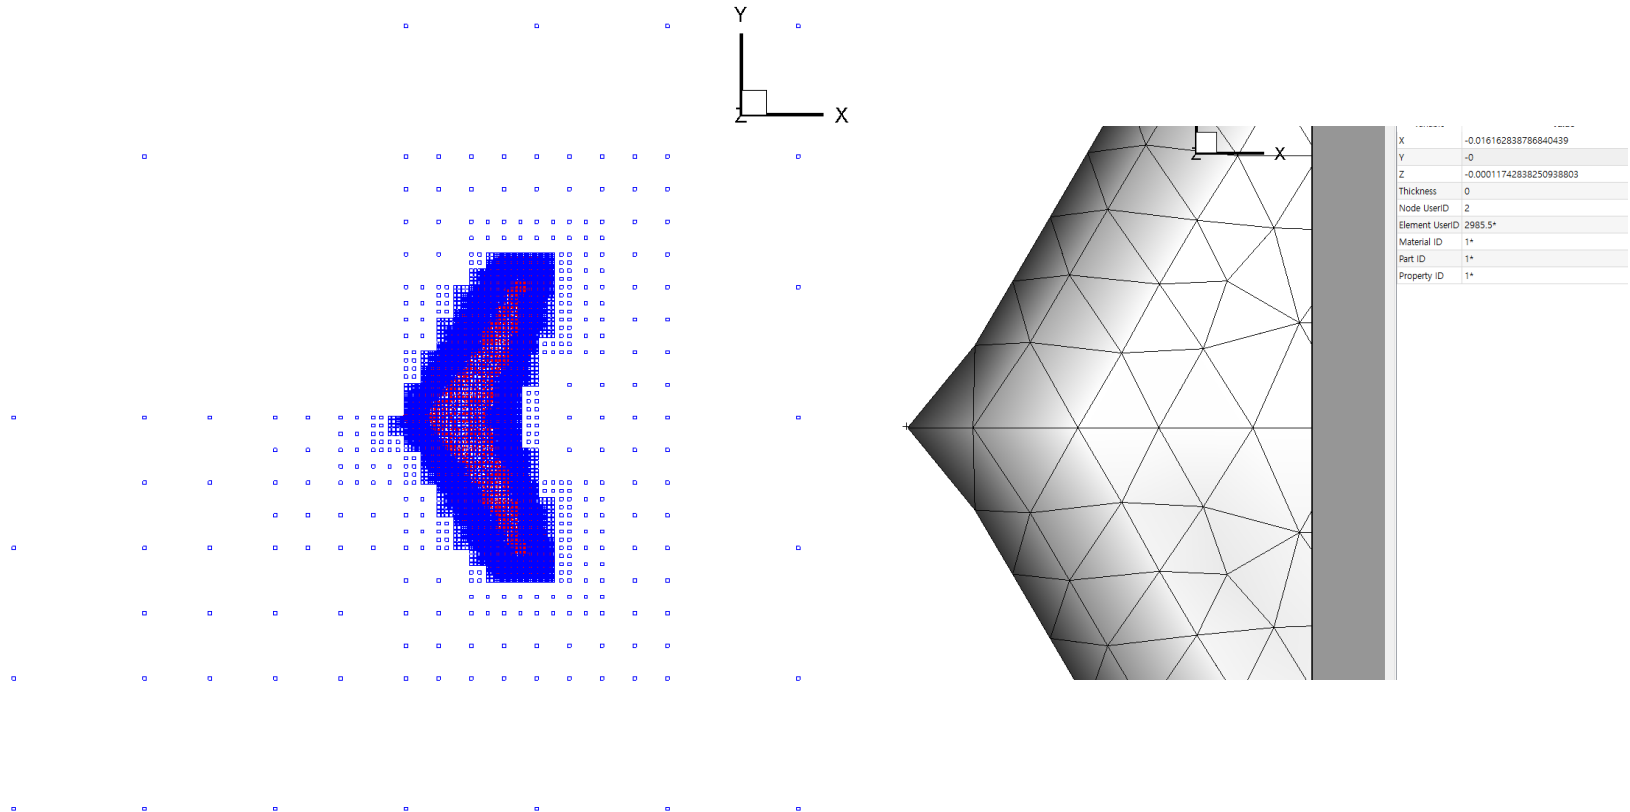 Y
X
Z
X
Z
X -0.016162838786840439
Y -0
Z -0.00011742838250938803
Thickness 0
Node UserID 2
Element UserID 2985.5*
Material ID 1*
Part ID 1*
Property ID 1*